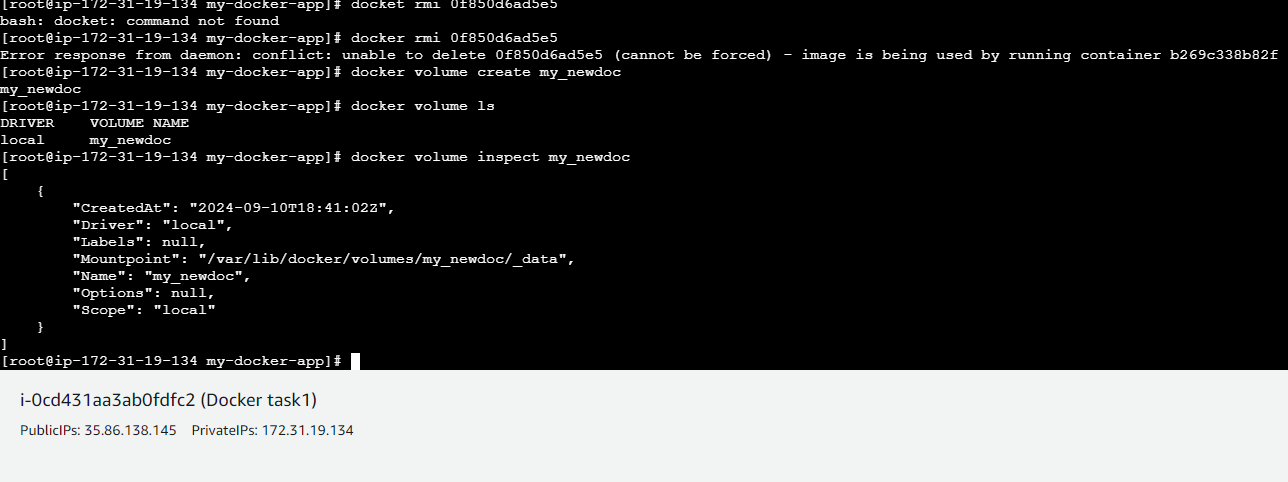 [root@ip-172-31-19-134 my-docker-app]# docket rmi 0f850d6ad5e5
bash: docket: command not found
[root@ip-172-31-19-134 my-docker-app]# docker rmi 0f850d6ad5e5
Error response from daemon: conflict: unable to delete 0f850d6ad5e5 (cannot be forced) - image is being used by running container b269c338b82f
[root@ip-172-31-19-134 my-docker-app]# docker volume create my_newdoc
my_newdoc
[root@ip-172-31-19-134 my-docker-app]# docker volume ls
DRIVER    VOLUME NAME
local     my_newdoc
[root@ip-172-31-19-134 my-docker-app]# docker volume inspect my_newdoc
[
    {
        "CreatedAt": "2024-09-10T18:41:02Z",
        "Driver": "local",
        "Labels": null,
        "Mountpoint": "/var/lib/docker/volumes/my_newdoc/_data",
        "Name": "my_newdoc",
        "Options": null,
        "Scope": "local"
    }
]
[root@ip-172-31-19-134 my-docker-app]#
i-0cd431aa3ab0fdfc2 (Docker task1)
PublicIPs: 35.86.138.145    PrivateIPs: 172.31.19.134